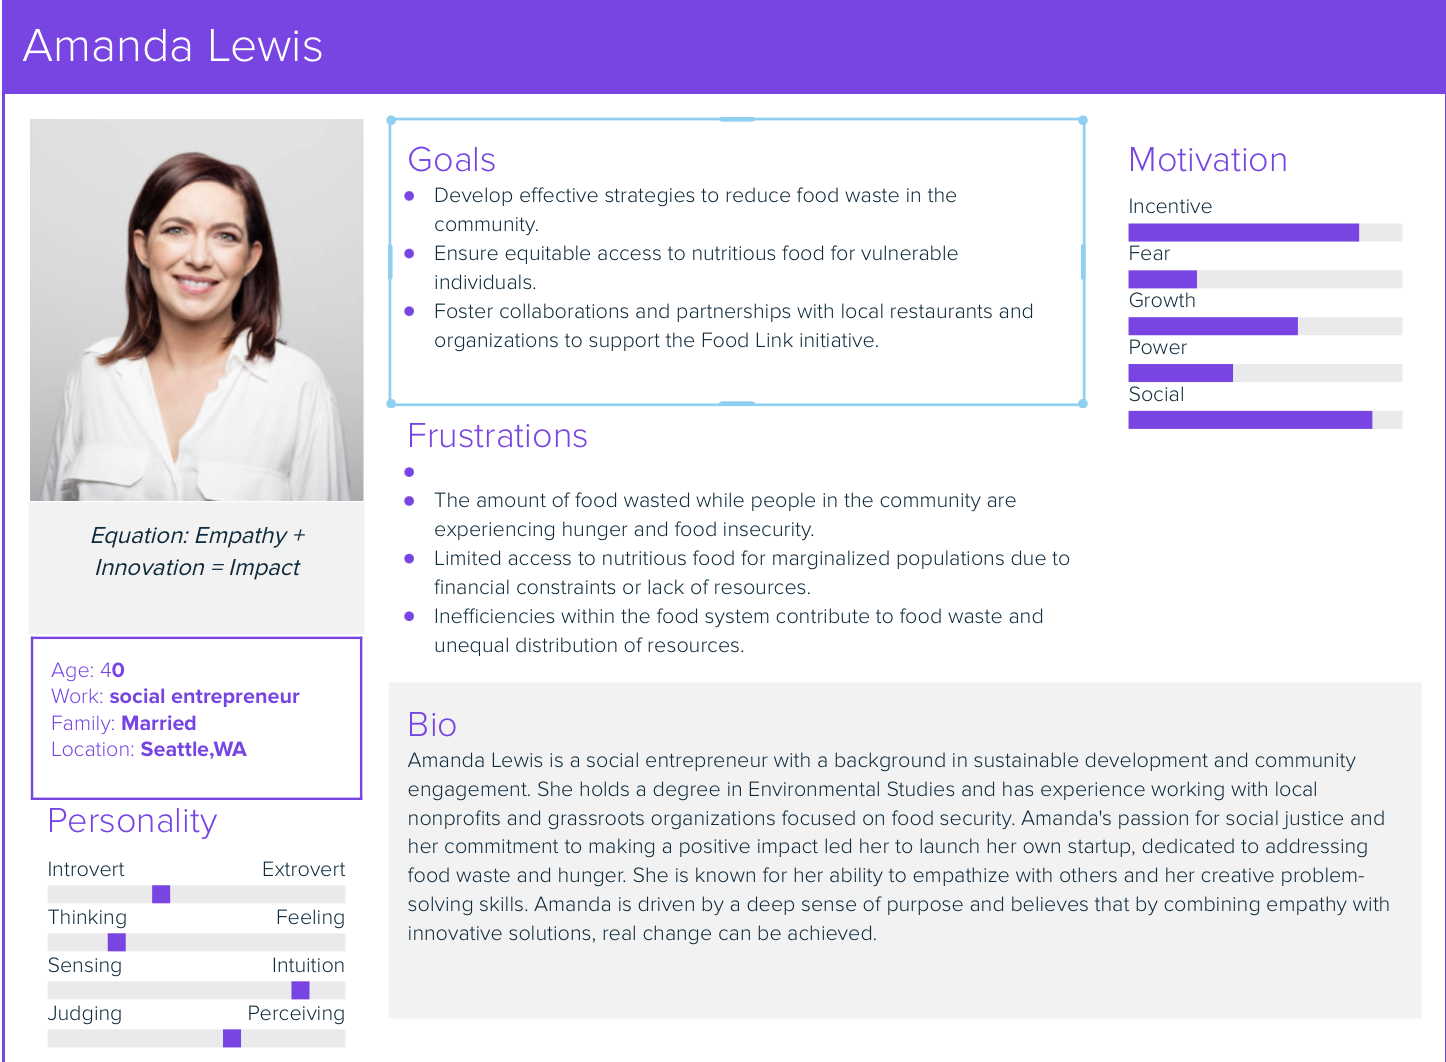 Amanda Lewis
Equation: Empathy +
Innovation = Impact
Age: 40
Work: social entrepreneur
Family: Married
Location: Seattle,WA
Personality
Introvert Extrovert
Thinking Feeling
Sensing Intuition
Judging Perceiving
Goals
Develop effective strategies to reduce food waste in the
community.
Ensure equitable access to nutritious food for vulnerable
individuals.
Foster collaborations and partnerships with local restaurants and
organizations to support the Food Link initiative.
Frustrations
The amount of food wasted while people in the community are
experiencing hunger and food insecurity.
Limited access to nutritious food for marginalized populations due to
financial constraints or lack of resources.
Inefficiencies within the food system contribute to food waste and
unequal distribution of resources.
Motivation
Incentive
Fear
Growth
Power
Social
Bio
Amanda Lewis is a social entrepreneur with a background in sustainable development and community
engagement. She holds a degree in Environmental Studies and has experience working with local
nonprofits and grassroots organizations focused on food security. Amanda's passion for social justice and
her commitment to making a positive impact led her to launch her own startup, dedicated to addressing
food waste and hunger. She is known for her ability to empathize with others and her creative problem-
solving skills. Amanda is driven by a deep sense of purpose and believes that by combining empathy with
innovative solutions, real change can be achieved.